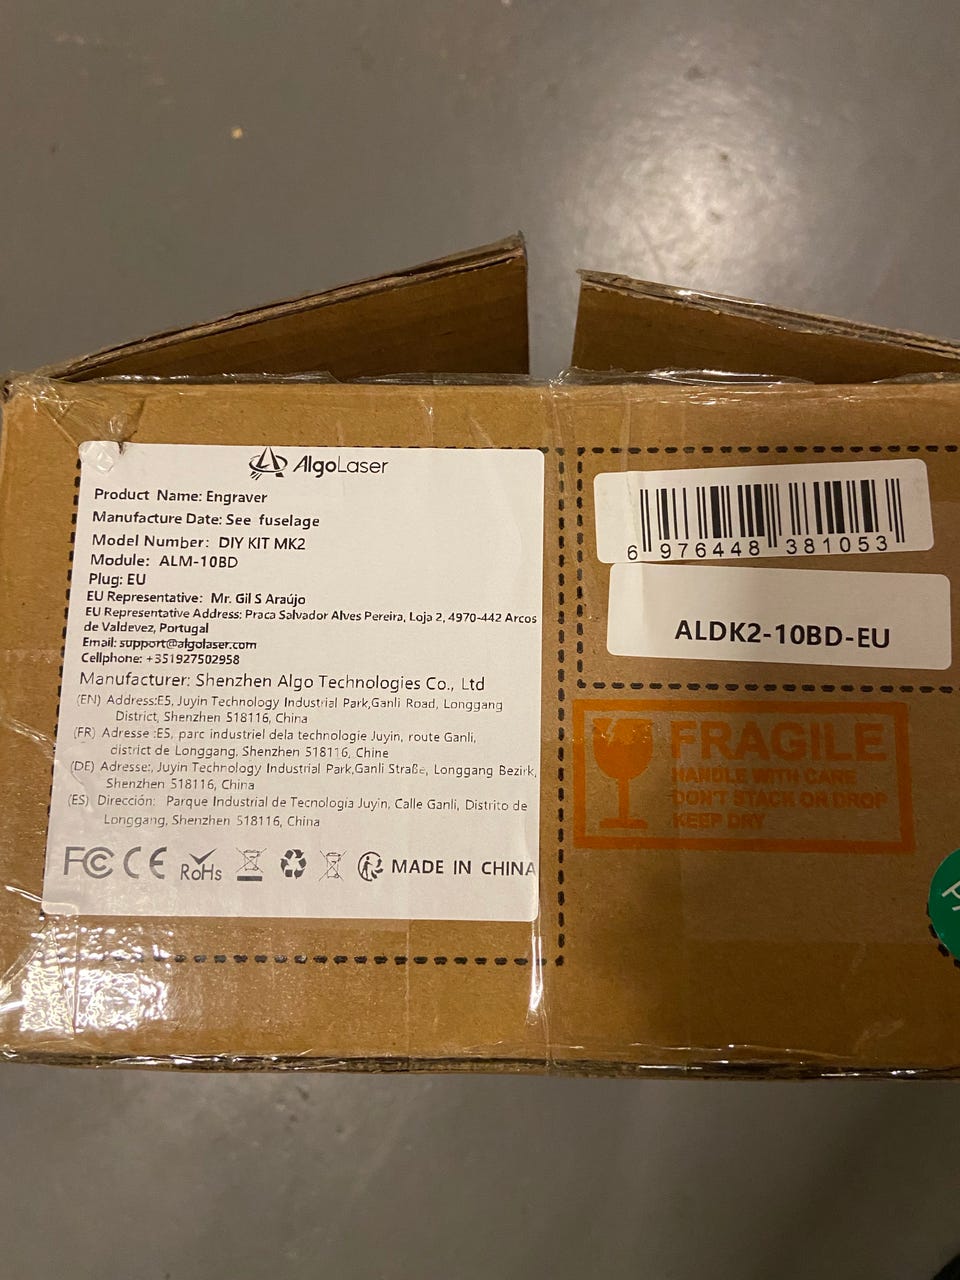 AlgoLaser
Product Name: Engraver
Manufacture Date: See fuselage
Model Number: DIY KIT MK2
Module: ALM-10BD
Plug: EU
EU Representative: Mr. Gil S Araújo
EU Representative Address: Praca Salvador Alves Pereira, Loja 2, 4970-442 Arcos
de Valdevez, Portugal
Email: support@algolaser.com
Cellphone: +351927502958
Manufacturer: Shenzhen Algo Technologies Co., Ltd
(EN) Address:E5, Juyin Technology Industrial Park,Ganli Road, Longgang
District, Shenzhen 518116, China
(FR) Adresse :E5, parc industriel dela technologie Juyin, route Ganli,
district de Longgang, Shenzhen 518116, Chine
(DE) Adresse:, Juyin Technology Industrial Park,Ganli Straße, Longgang Bezirk,
Shenzhen 518116, China
(ES) Dirección: Parque Industrial de Tecnologia Juyin, Calle Ganli, Distrito de
Longgang, Shenzhen 518116, China
FC CE RoHS MADE IN CHINA
6 976448 381053
ALDK2-10BD-EU
FRAGILE
HANDLE WITH CARE
DON'T STACK OR DROP
KEEP DRY